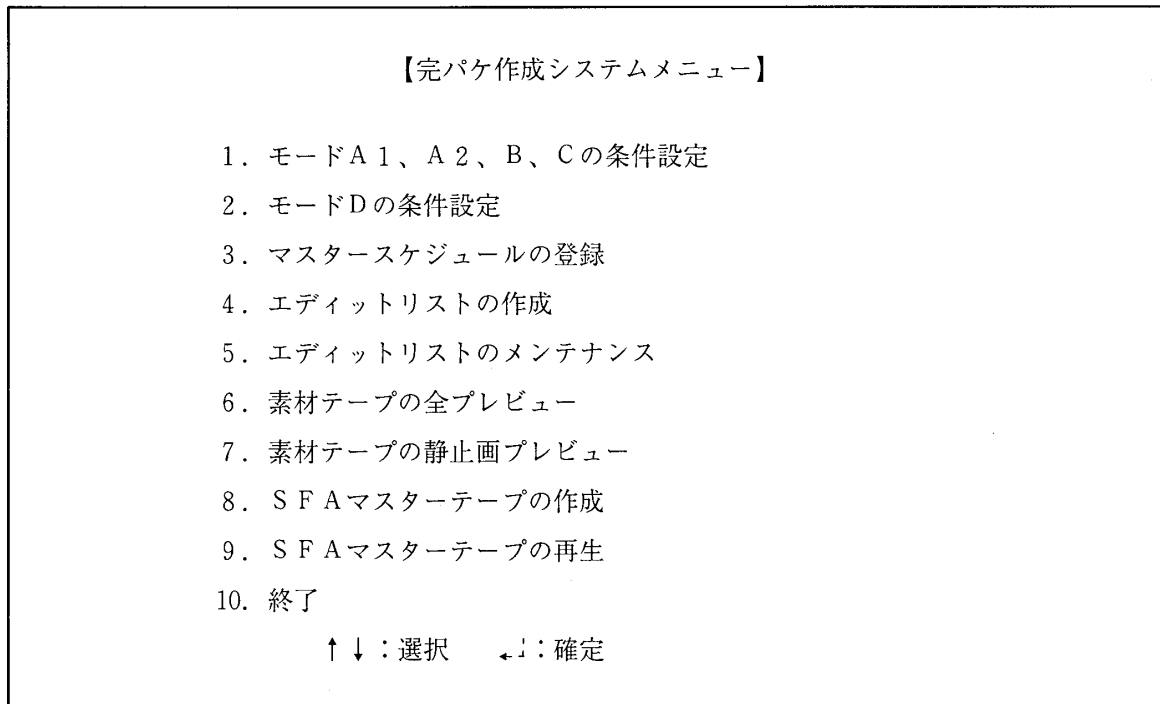 【完パケ作成システムメニュー】
1. モードA1、A2、B、Cの条件設定
2. モードDの条件設定
3. マスタースケジュールの登録
4. エディットリストの作成
5. エディットリストのメンテナンス
6. 素材テープの全プレビュー
7. 素材テープの静止画プレビュー
8. SFAマスターテープの作成
9. SFAマスターテープの再生
10. 終了
↑↓：選択 ↵：確定